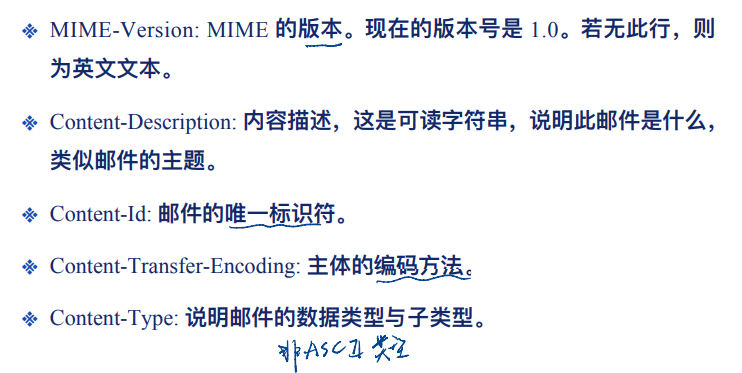 ❖ MIME-Version: MIME 的版本。现在的版本号是 1.0。若无此行，则
为英文文本。
❖ Content-Description: 内容描述，这是可读字符串，说明此邮件是什么，
类似邮件的主题。
❖ Content-Id: 邮件的唯一标识符。
❖ Content-Transfer-Encoding: 主体的编码方法。
❖ Content-Type: 说明邮件的数据类型与子类型。
非ASCII类型